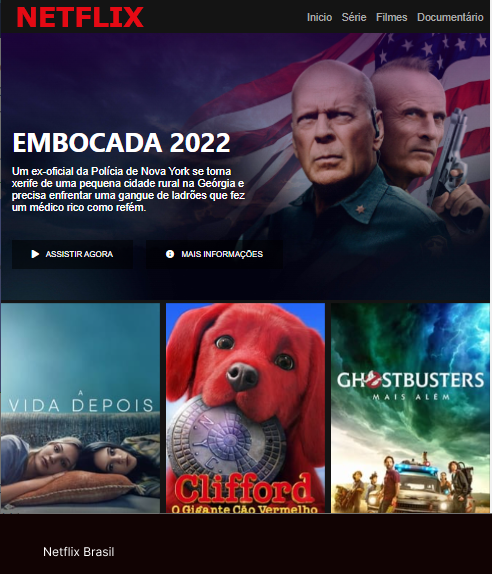 NETFLIX
Inicio Série Filmes Documentário
EMBOCADA 2022
Um ex-oficial da Polícia de Nova York se torna
xerife de uma pequena cidade rural na Geórgia e
precisa enfrentar uma gangue de ladrões que fez
um médico rico como refém.
ASSISTIR AGORA MAIS INFORMAÇÕES
A
VIDA DEPOIS
NYC
Clifford
O Gigante Cão Vermelho
GHOSTBUSTERS
MAIS ALÉM
Netflix Brasil